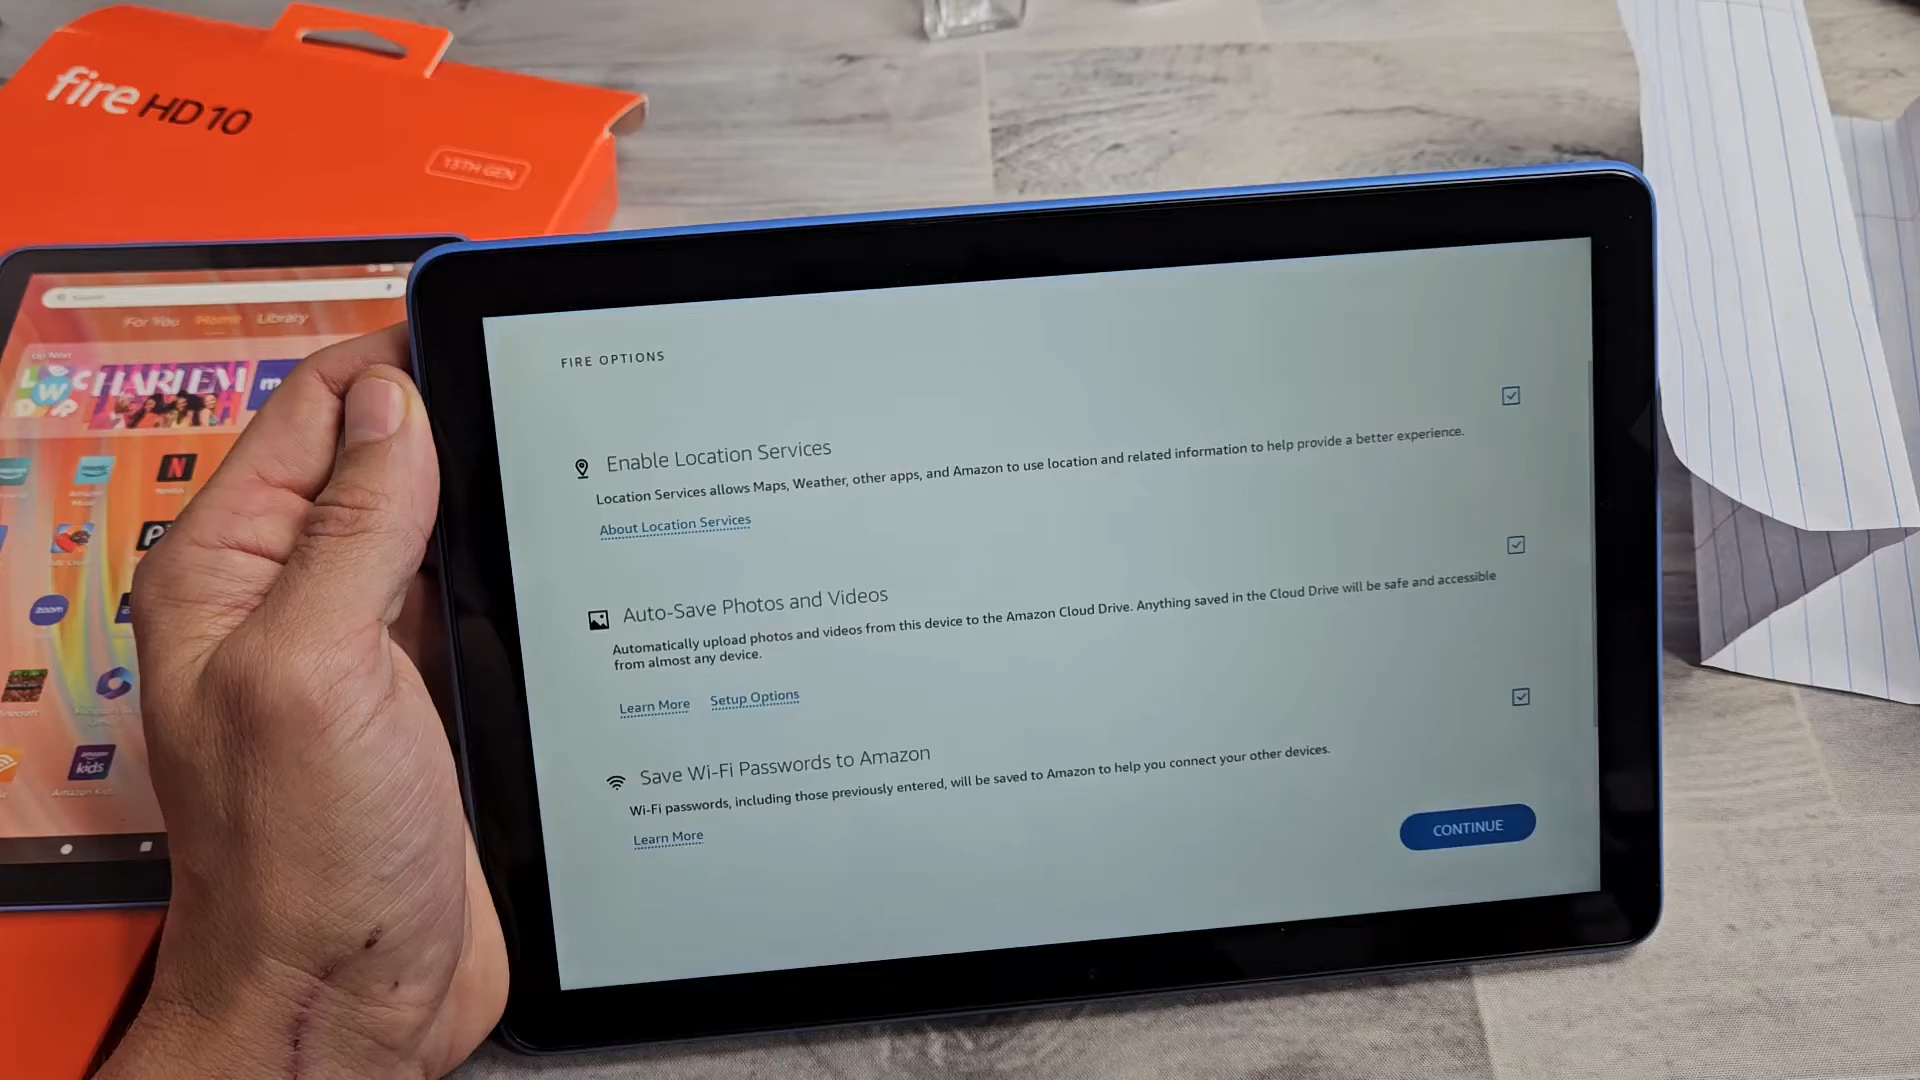 fire HD 10
13TH GEN
For You Home Library
Up Next
HARLEM
zoom
amazon
kids
FIRE OPTIONS
Enable Location Services
Location Services allows Maps, Weather, other apps, and Amazon to use location and related information to help provide a better experience.
About Location Services
Auto-Save Photos and Videos
Automatically upload photos and videos from this device to the Amazon Cloud Drive. Anything saved in the Cloud Drive will be safe and accessible
from almost any device.
Learn More Setup Options
Save Wi-Fi Passwords to Amazon
Wi-Fi passwords, including those previously entered, will be saved to Amazon to help you connect your other devices.
Learn More
CONTINUE